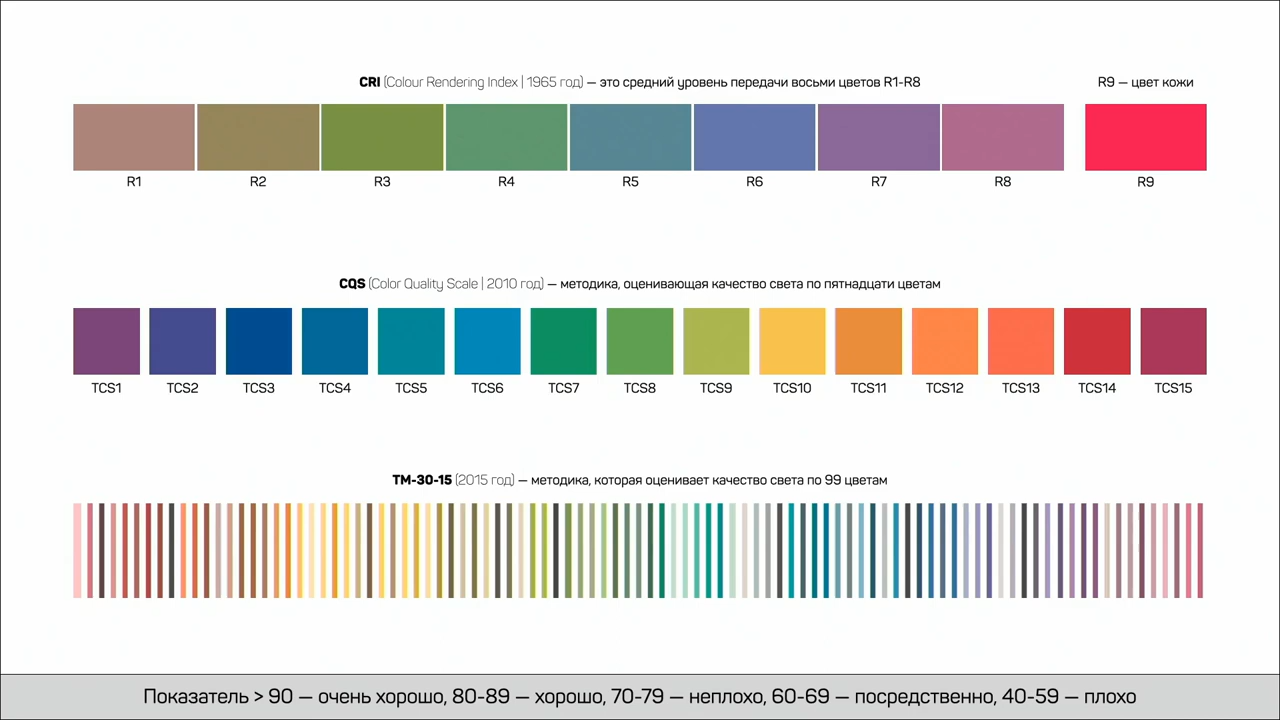 CRI (Colour Rendering Index | 1965 год) — это средний уровень передачи восьми цветов R1-R8
R9 — цвет кожи
R1 R2 R3 R4 R5 R6 R7 R8 R9
CQS (Color Quality Scale | 2010 год) — методика, оценивающая качество света по пятнадцати цветам
TCS1 TCS2 TCS3 TCS4 TCS5 TCS6 TCS7 TCS8 TCS9 TCS10 TCS11 TCS12 TCS13 TCS14 TCS15
TM-30-15 (2015 год) — методика, которая оценивает качество света по 99 цветам
Показатель > 90 — очень хорошо, 80-89 — хорошо, 70-79 — неплохо, 60-69 — посредственно, 40-59 — плохо